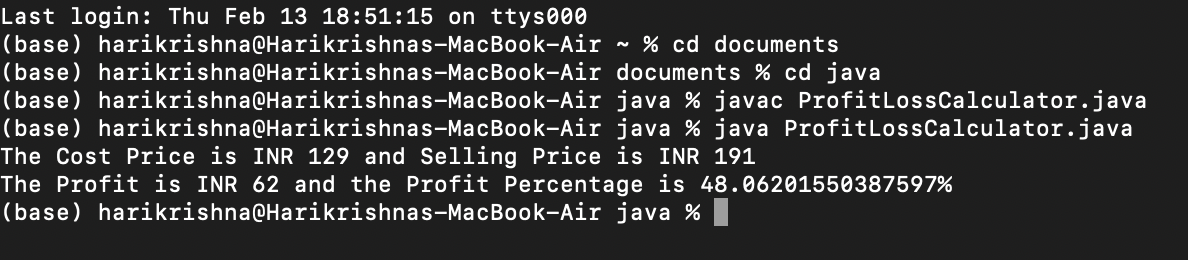 Last login: Thu Feb 13 18:51:15 on ttys000
(base) harikrishna@Harikrishnas-MacBook-Air ~ % cd documents
(base) harikrishna@Harikrishnas-MacBook-Air documents % cd java
(base) harikrishna@Harikrishnas-MacBook-Air java % javac ProfitLossCalculator.java
(base) harikrishna@Harikrishnas-MacBook-Air java % java ProfitLossCalculator.java
The Cost Price is INR 129 and Selling Price is INR 191
The Profit is INR 62 and the Profit Percentage is 48.06201550387597%
(base) harikrishna@Harikrishnas-MacBook-Air java %